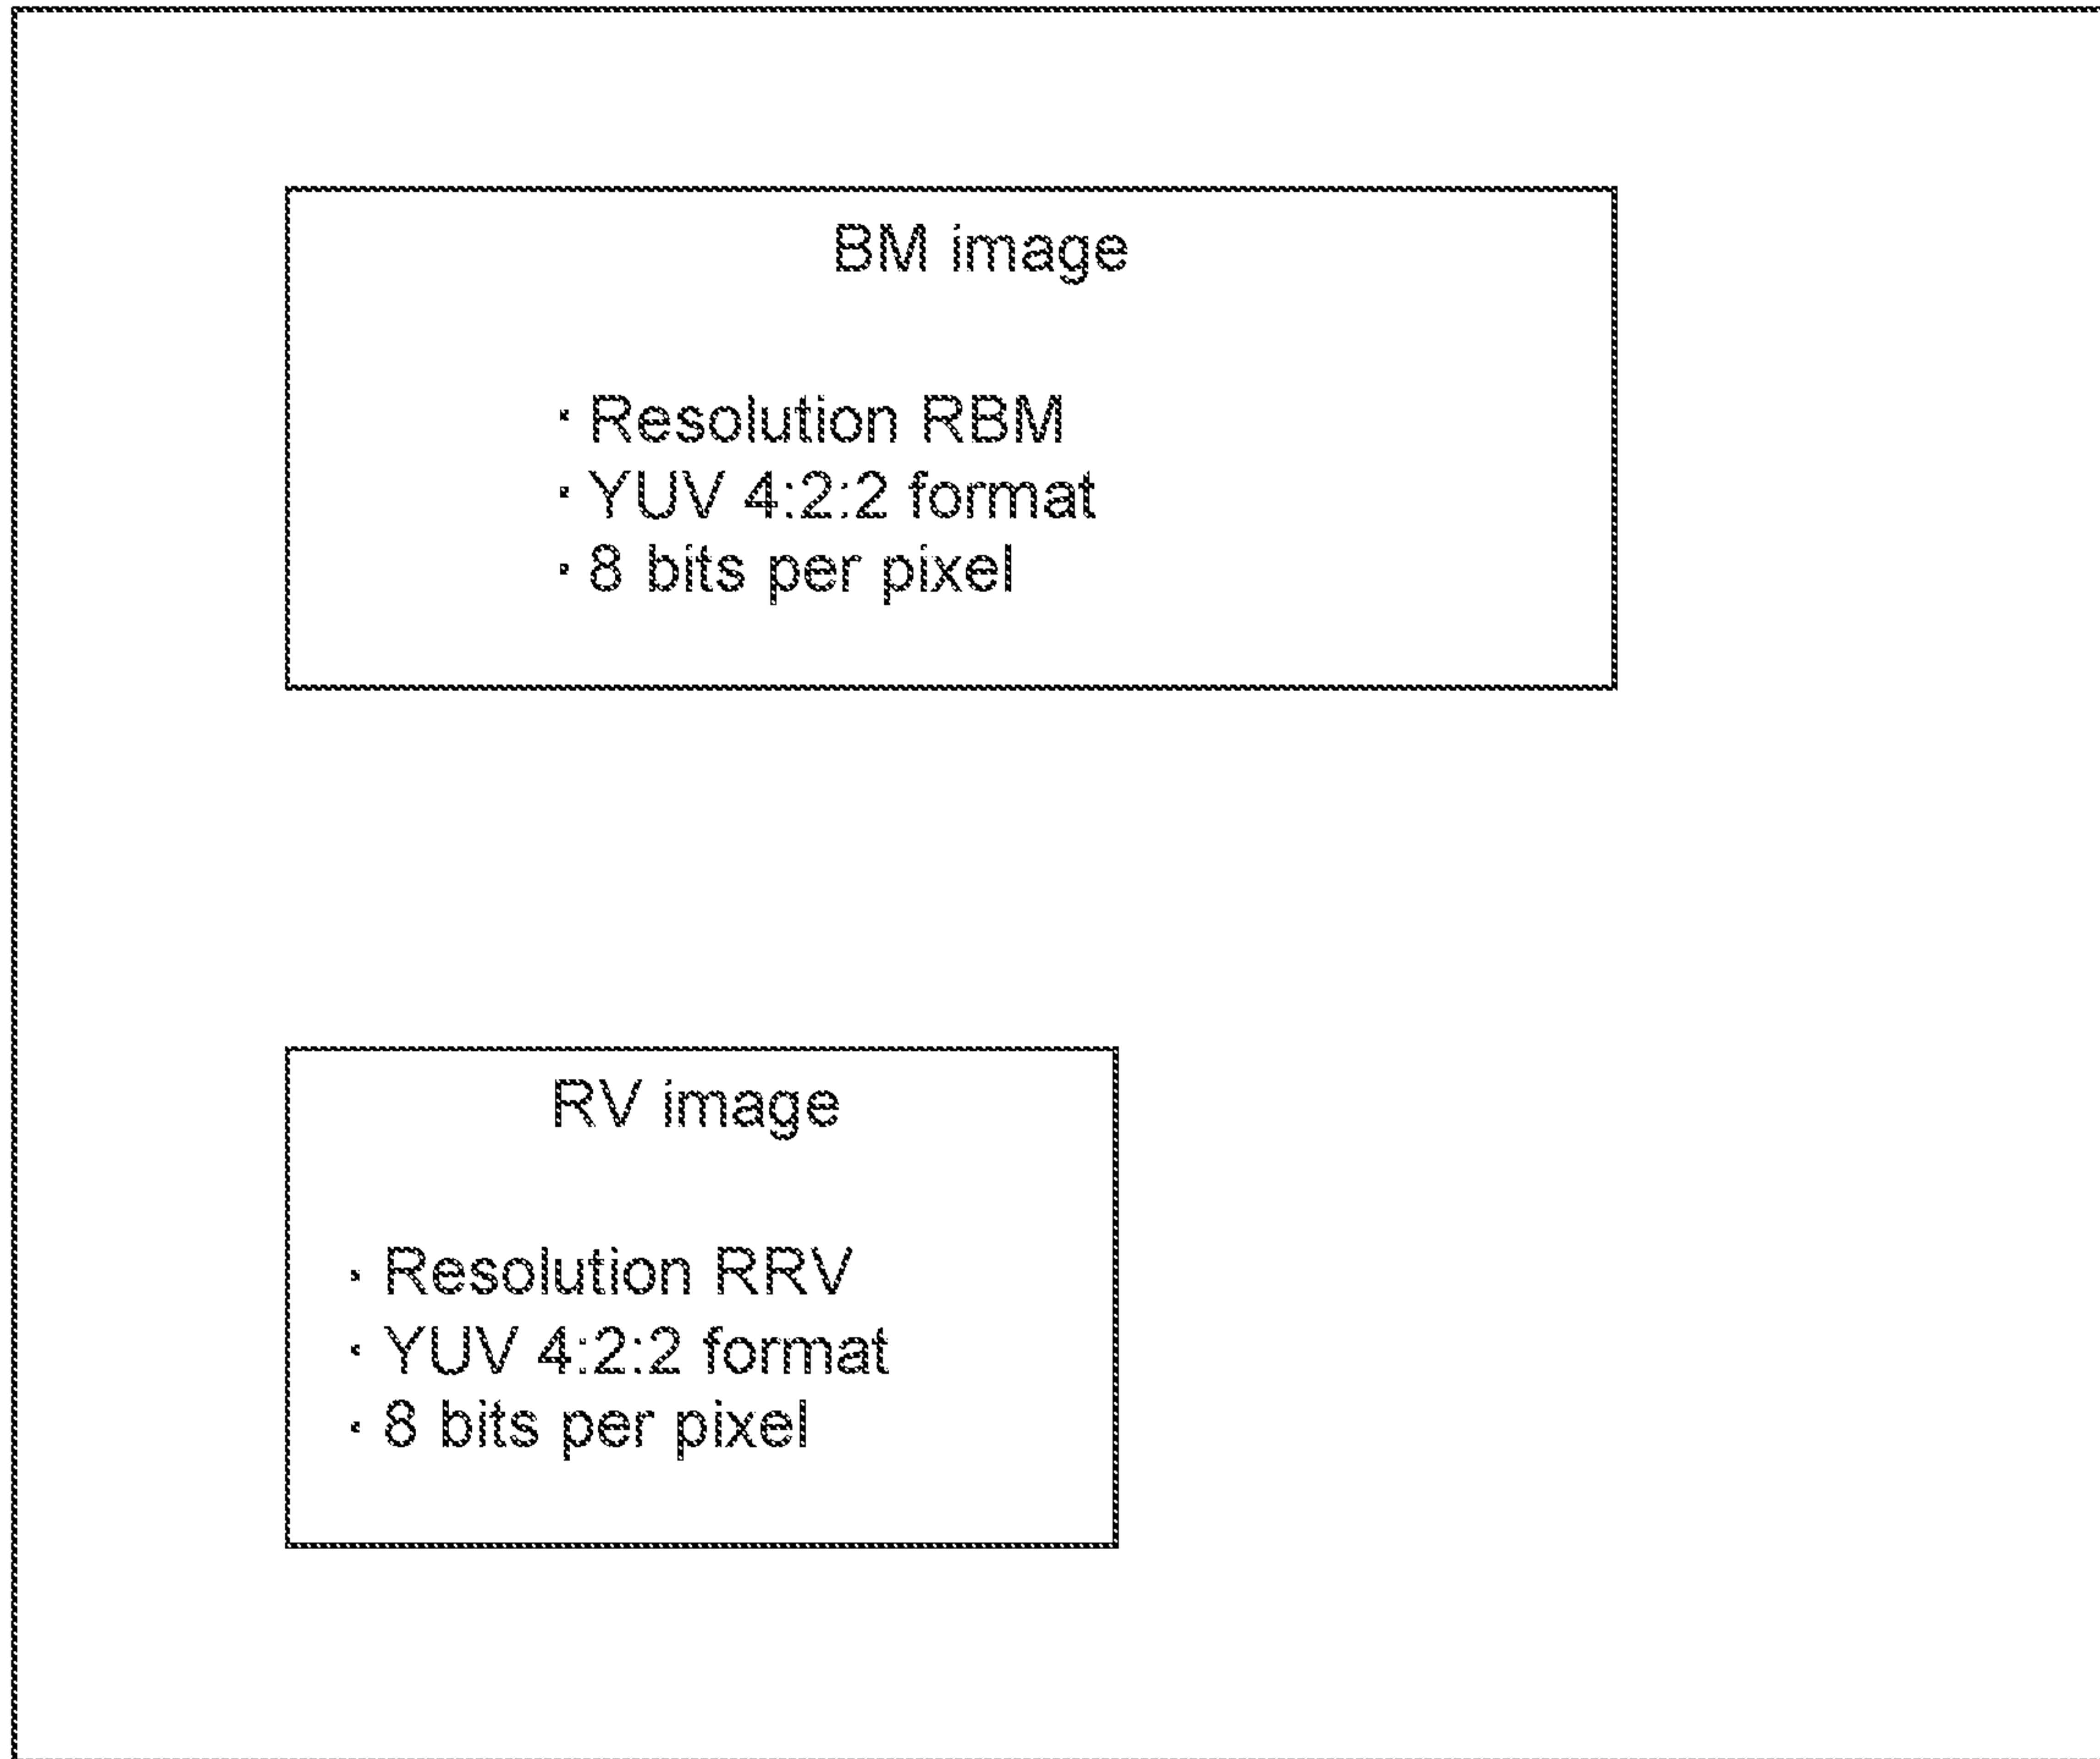 BM image
· Resolution RBM
· YUV 4:2:2 format
· 8 bits per pixel
RV image
· Resolution RRV
· YUV 4:2:2 format
· 8 bits per pixel